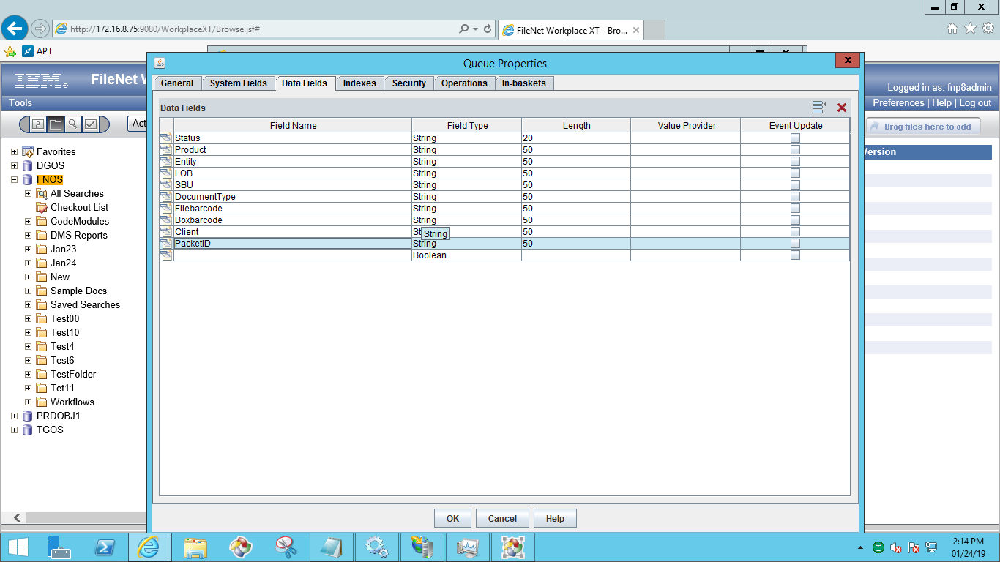 http://172.16.8.75:9080/WorkplaceXT/Browse.jsf#
FileNet Workplace XT - Bro...
APT
Queue Properties
IBM.
FileNet W
Logged in as: fnp8admin
General System Fields Data Fields Indexes Security Operations In-baskets
Tools
Preferences | Help | Log out
Data Fields
Act
Drag files here to add
Field Name Field Type Length Value Provider Event Update
Status String 20
Product String 50
Entity String 50
LOB String 50
SBU String 50
DocumentType String 50
Filebarcode String 50
Boxbarcode String 50
Client 50
String
PacketID String 50
Boolean
Version
Favorites
DGOS
FNOS
All Searches
Checkout List
CodeModules
DMS Reports
Jan23
Jan24
New
Sample Docs
Saved Searches
Test00
Test10
Test4
Test6
TestFolder
Tet11
Workflows
PRDOBJ1
TGOS
OK Cancel Help
2:14 PM
01/24/19